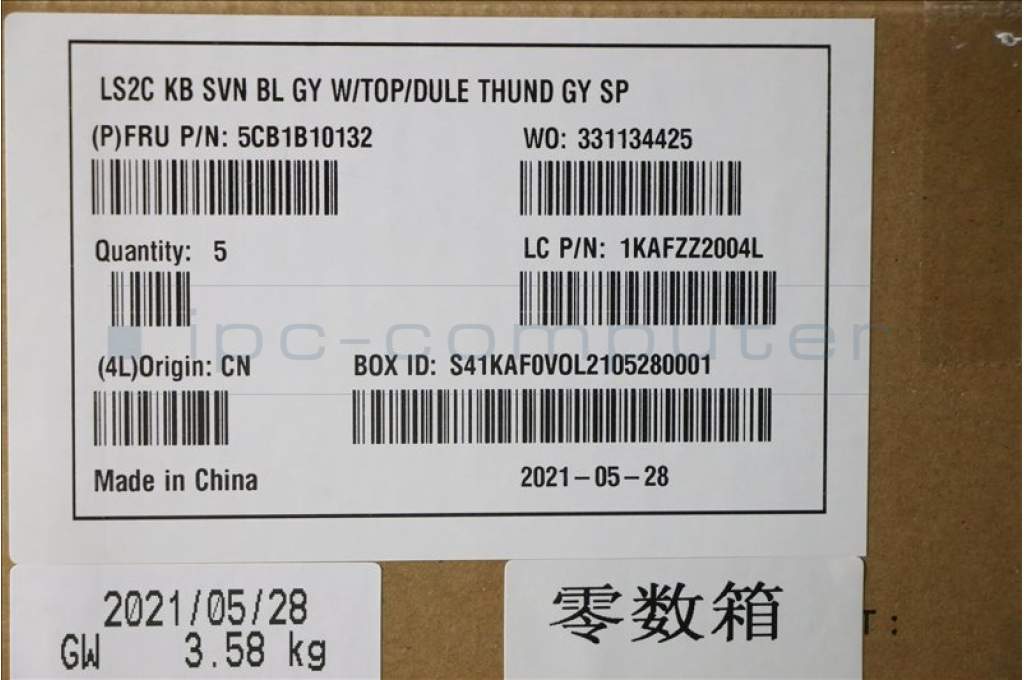 LS2C KB SVN BL GY W/TOP/DULE THUND GY SP
(P)FRU P/N: 5CB1B10132
WO: 331134425
Quantity: 5
LC P/N: 1KAFZZ2004L
ipc-computer
(4L)Origin: CN
BOX ID: S41KAF0VOL2105280001
Made in China
2021-05-28
2021/05/28
GW 3.58 kg
零数箱
T: